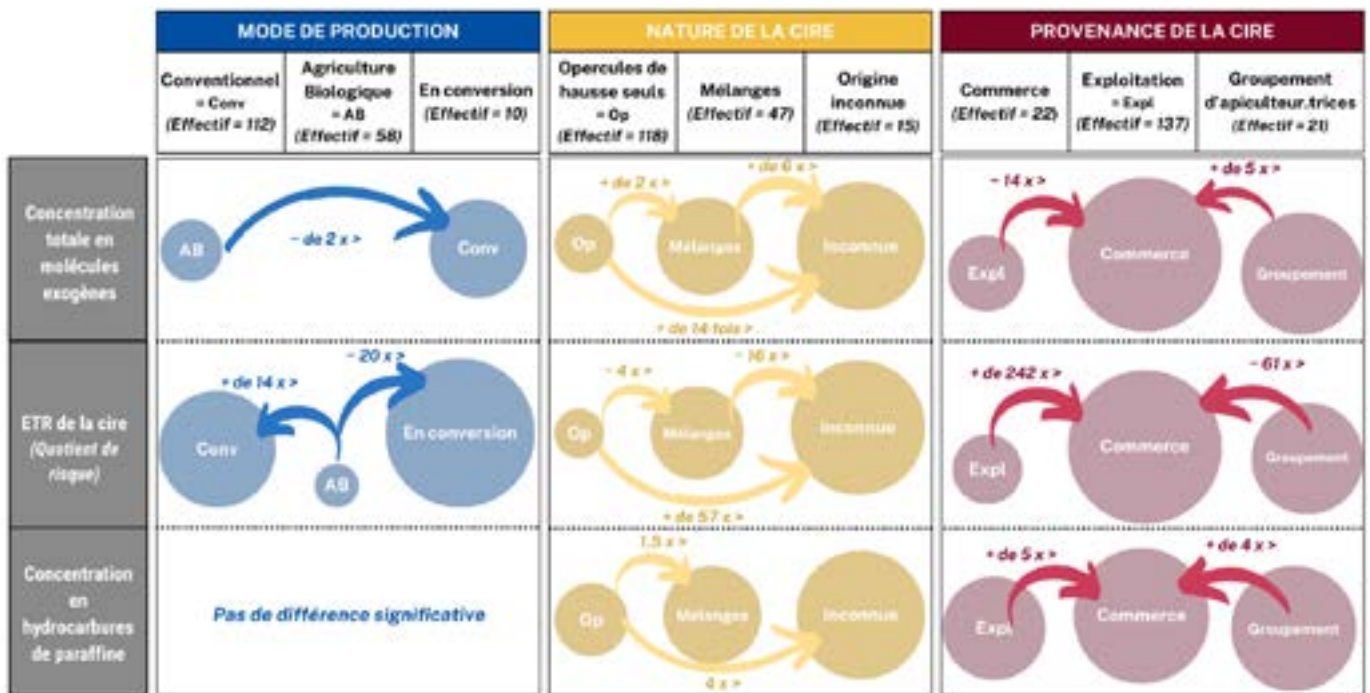 MODE DE PRODUCTION
NATURE DE LA CIRE
PROVENANCE DE LA CIRE
Conventionnel
= Conv
(Effectif = 112)
Agriculture
Biologique
= AB
(Effectif = 58)
En conversion
(Effectif = 10)
Opercules de
hausse seuls
= Op
(Effectif = 118)
Mélanges
(Effectif = 47)
Origine
inconnue
(Effectif = 15)
Commerce
(Effectif = 22)
Exploitation
= Expl
(Effectif = 137)
Groupement
d'apiculteur.trices
(Effectif = 21)
Concentration
totale en
molécules
exogènes
AB
~ de 2 x >
Conv
+ de 2 x >
+ de 6 x >
Op
Mélanges
Inconnue
+ de 14 fois >
~ 14 x >
+ de 5 x >
Expl
Commerce
Groupement
ETR de la cire
(Quotient de
risque)
+ de 14 x >
~ 20 x >
Conv
AB
En conversion
~ 4 x >
~ 16 x >
Op
Mélanges
Inconnue
+ de 57 x >
+ de 242 x >
~ 61 x >
Expl
Commerce
Groupement
Concentration
en
hydrocarbures
de paraffine
Pas de différence significative
1,5 x >
Op
Mélanges
Inconnue
4 x >
+ de 5 x >
+ de 4 x >
Expl
Commerce
Groupement